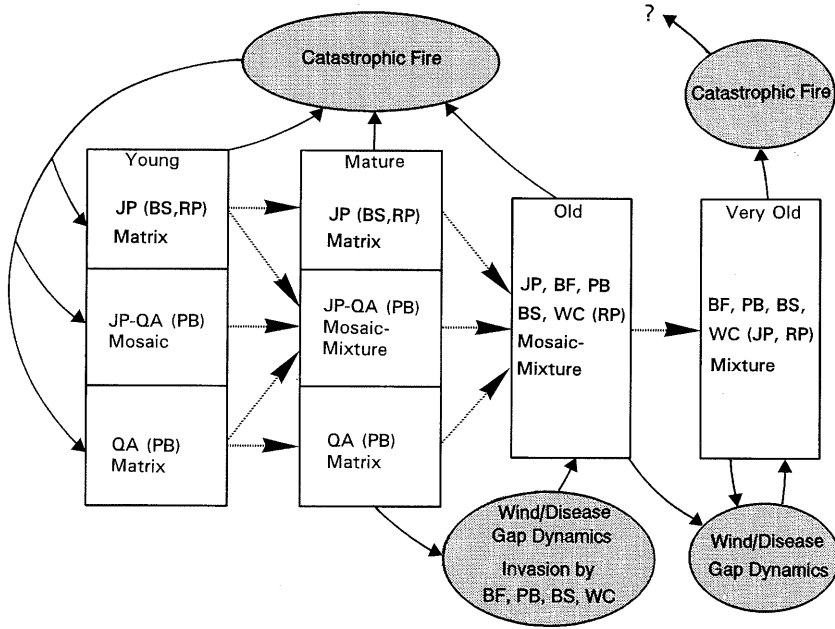 ?
Catastrophic Fire
Catastrophic Fire
Young
JP (BS,RP)
Matrix
JP-QA (PB)
Mosaic
QA (PB)
Matrix
Mature
JP (BS,RP)
Matrix
JP-QA (PB)
Mosaic-
Mixture
QA (PB)
Matrix
Old
JP, BF, PB
BS, WC (RP)
Mosaic-
Mixture
Very Old
BF, PB, BS,
WC (JP, RP)
Mixture
Wind/Disease
Gap Dynamics
Invasion by
BF, PB, BS, WC
Wind/Disease
Gap Dynamics